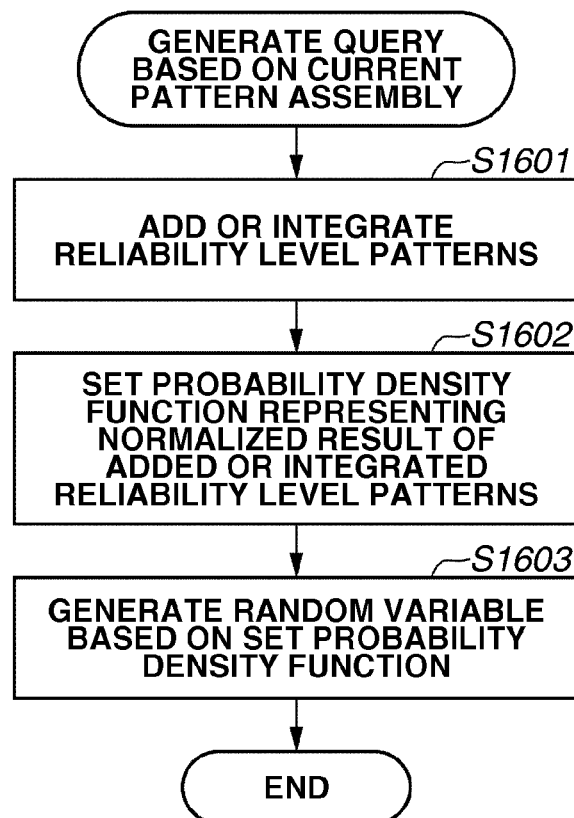 GENERATE QUERY
BASED ON CURRENT
PATTERN ASSEMBLY
S1601
ADD OR INTEGRATE
RELIABILITY LEVEL PATTERNS
S1602
SET PROBABILITY DENSITY
FUNCTION REPRESENTING
NORMALIZED RESULT OF
ADDED OR INTEGRATED
RELIABILITY LEVEL PATTERNS
S1603
GENERATE RANDOM VARIABLE
BASED ON SET PROBABILITY
DENSITY FUNCTION
END